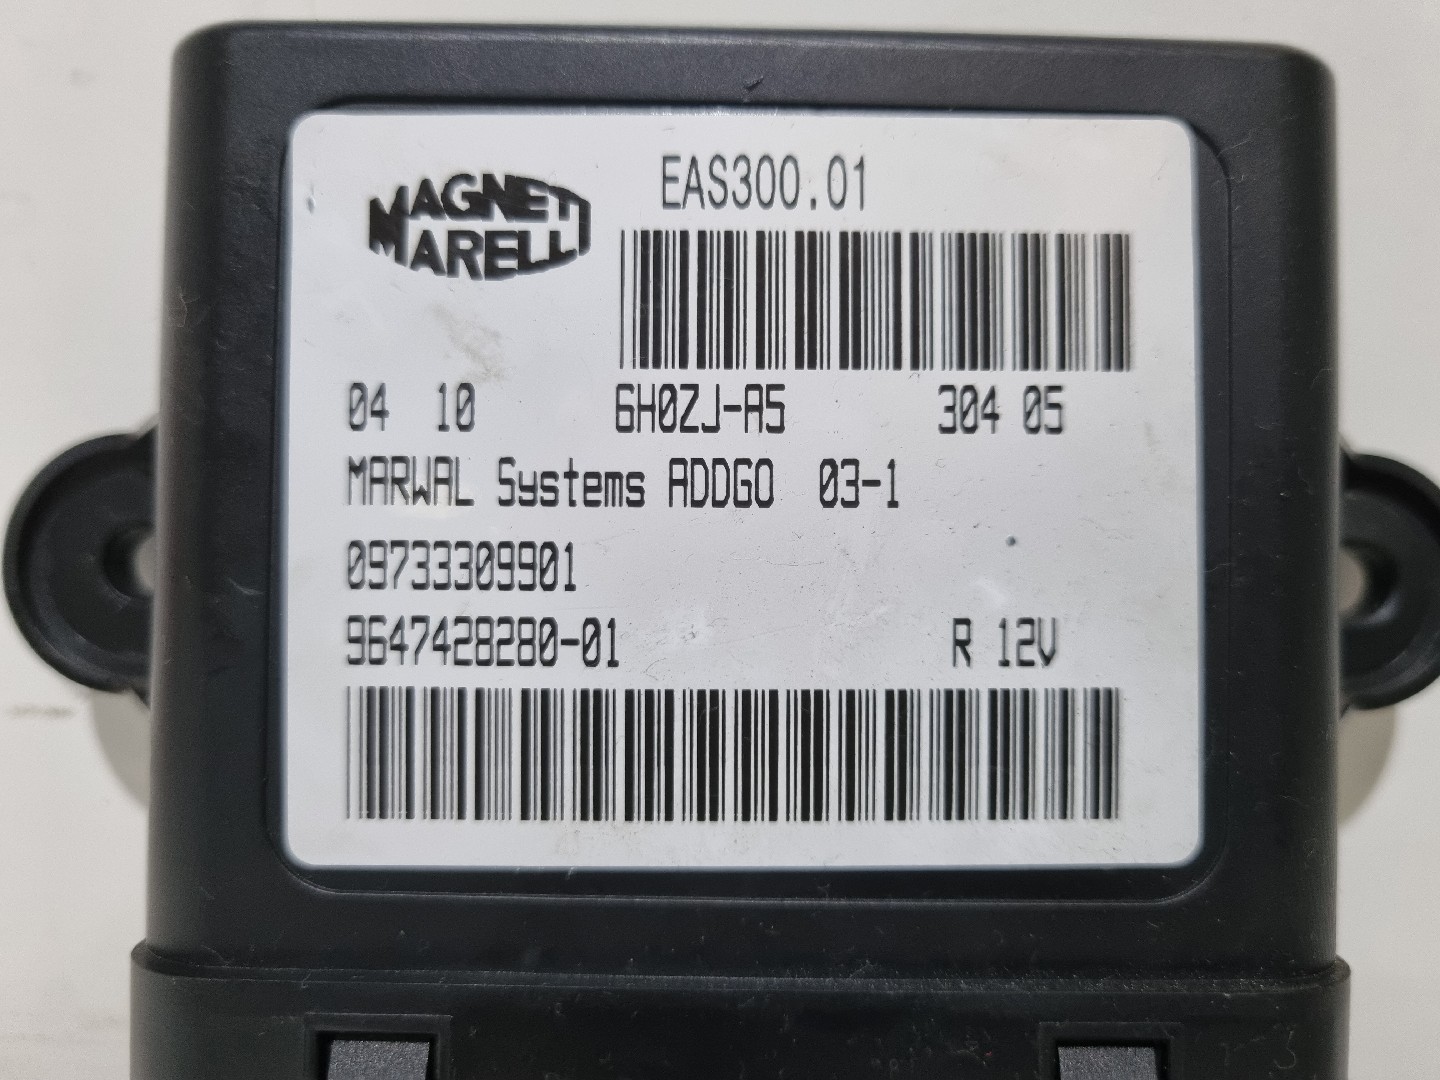 MAGNETI
MARELLI
EAS300.01
04 10 6H0ZJ-A5 304 05
MARWAL Systems ADDGO 03-1
09733309901
9647428280-01 R 12V